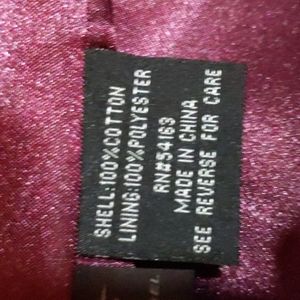 SHELL:100%COTTON
LINING:100%POLYESTER
RN#54163
MADE IN CHINA
SEE REVERSE FOR CARE